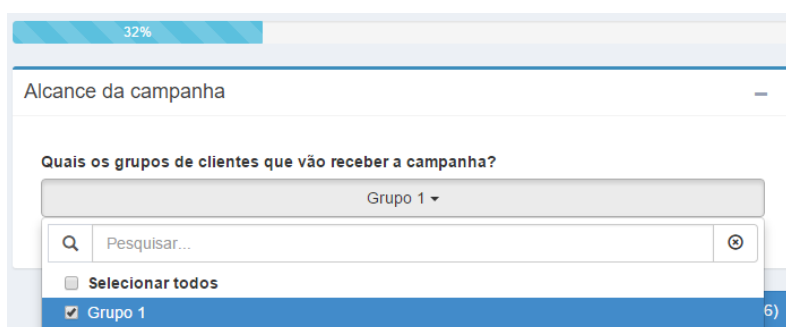 32%
Alcance da campanha
Quais os grupos de clientes que vão receber a campanha?
Grupo 1
Pesquisar...
Selecionar todos
Grupo 1
6)